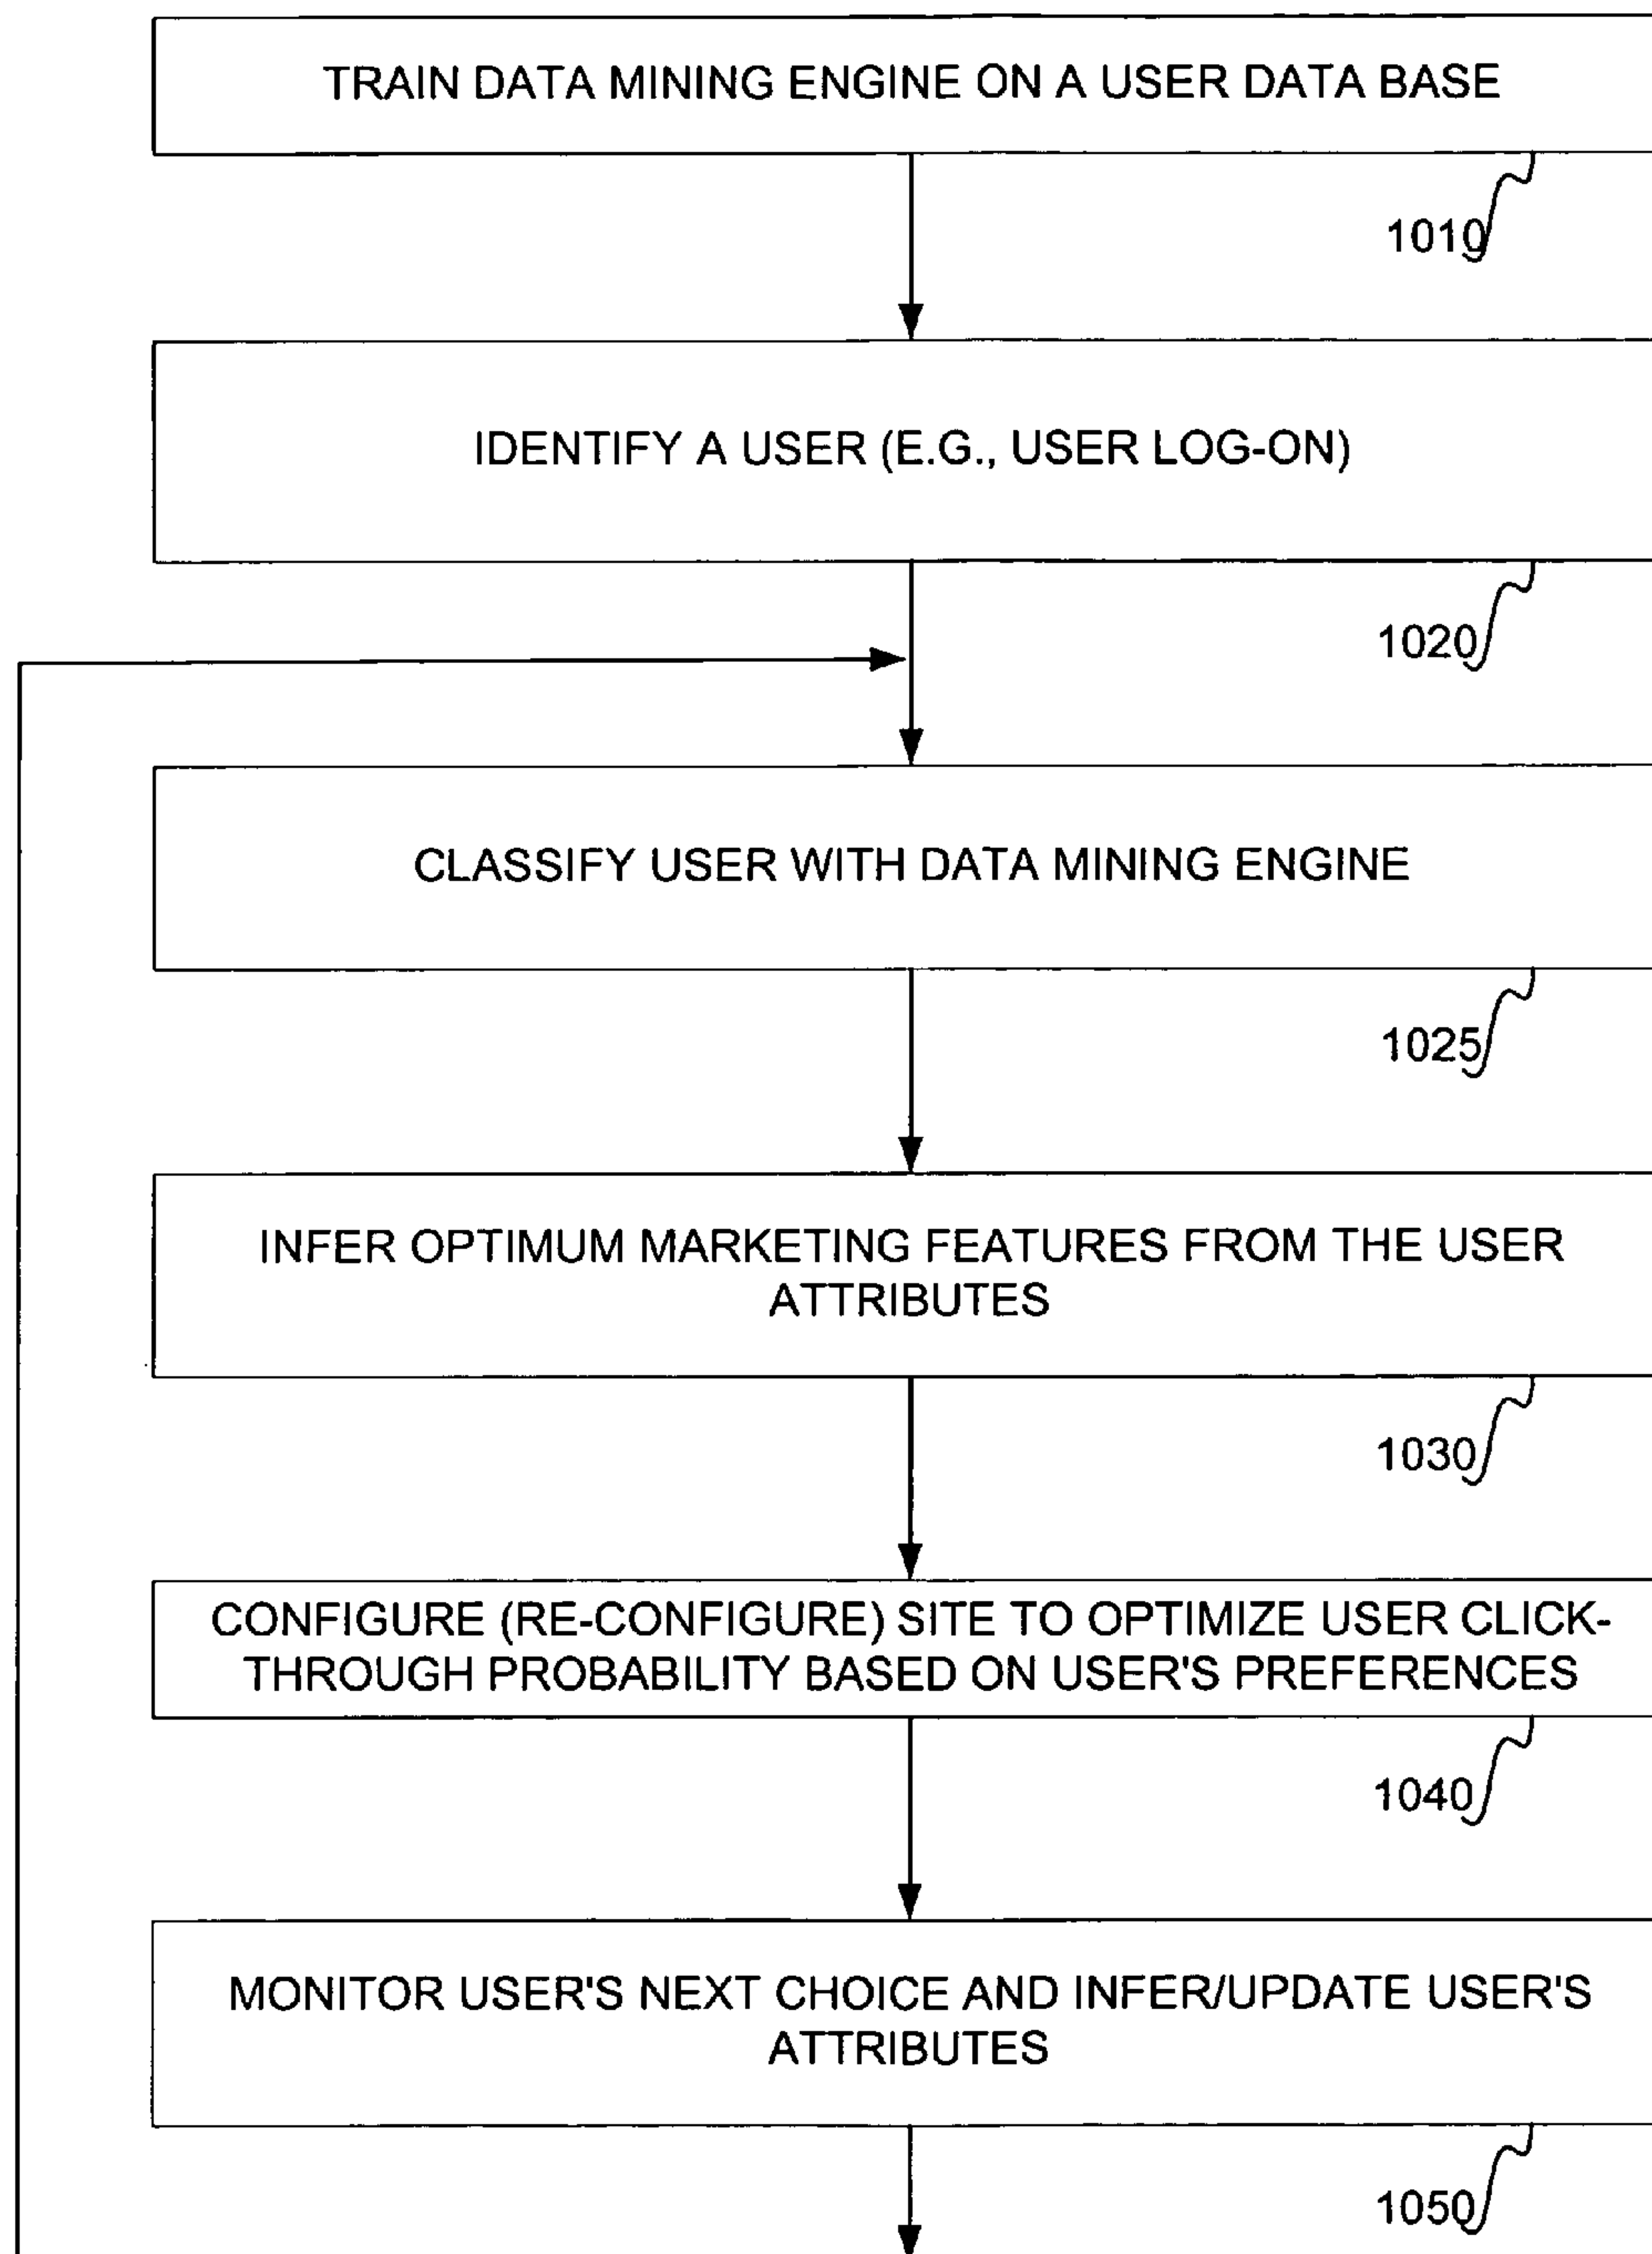 TRAIN DATA MINING ENGINE ON A USER DATA BASE
1010
IDENTIFY A USER (E.G., USER LOG-ON)
1020
CLASSIFY USER WITH DATA MINING ENGINE
1025
INFER OPTIMUM MARKETING FEATURES FROM THE USER
ATTRIBUTES
1030
CONFIGURE (RE-CONFIGURE) SITE TO OPTIMIZE USER CLICK-
THROUGH PROBABILITY BASED ON USER'S PREFERENCES
1040
MONITOR USER'S NEXT CHOICE AND INFER/UPDATE USER'S
ATTRIBUTES
1050